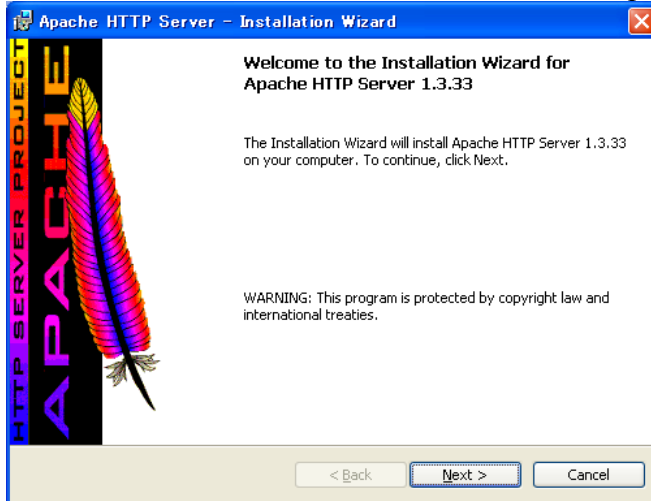 Apache HTTP Server - Installation Wizard
HTTP SERVER PROJECT
APACHE
Welcome to the Installation Wizard for
Apache HTTP Server 1.3.33
The Installation Wizard will install Apache HTTP Server 1.3.33
on your computer. To continue, click Next.
WARNING: This program is protected by copyright law and
international treaties.
< Back
Next >
Cancel